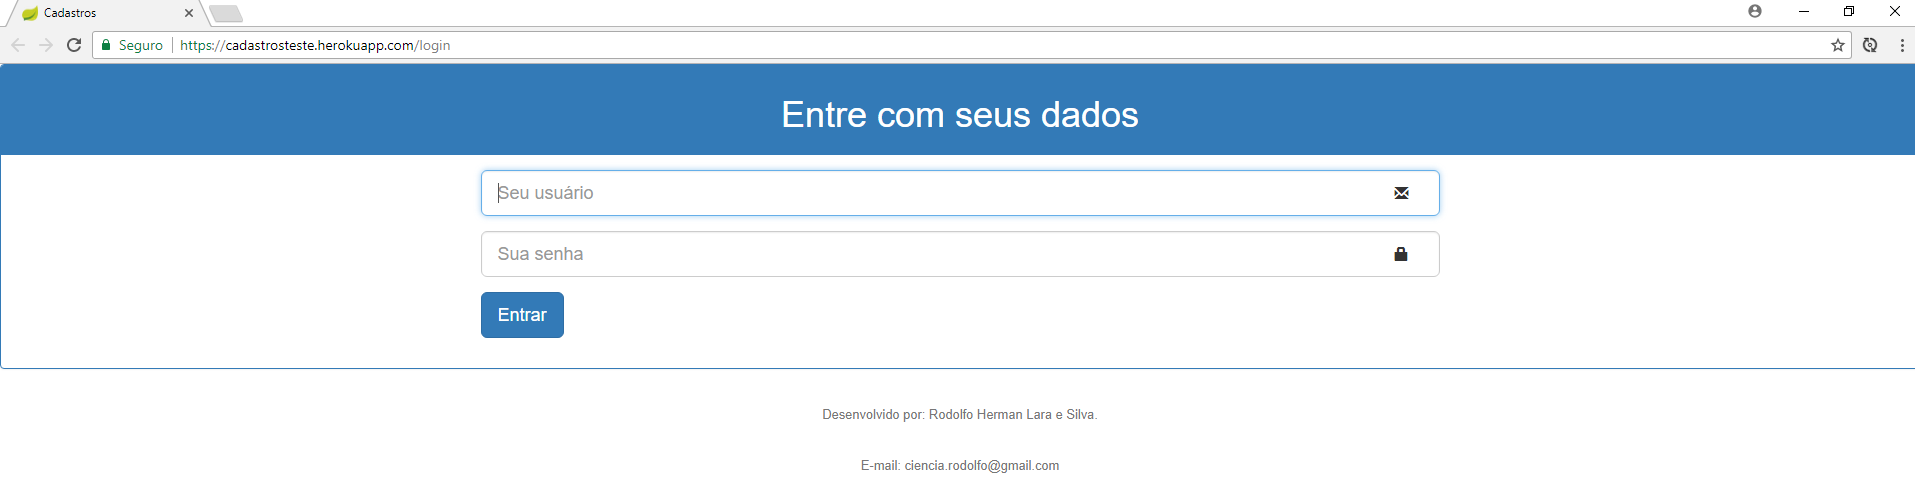 Cadastros
Seguro https://cadastrosteste.herokuapp.com/login
Entre com seus dados
Seu usuário
Sua senha
Entrar
Desenvolvido por: Rodolfo Herman Lara e Silva.
E-mail: ciencia.rodolfo@gmail.com